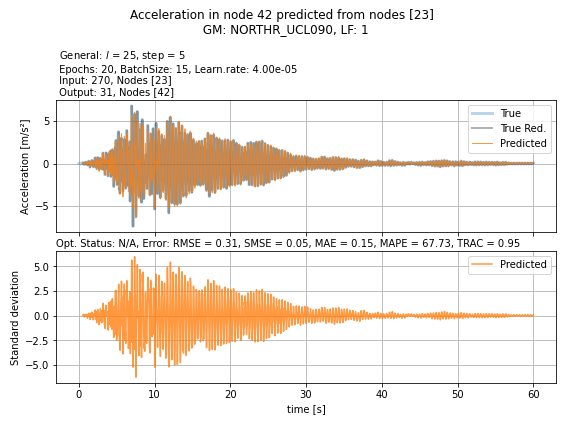 Acceleration in node 42 predicted from nodes [23]
GM: NORTHR_UCL090, LF: 1
General: l = 25, step = 5
Epochs: 20, BatchSize: 15, Learn.rate: 4.00e-05
Input: 270, Nodes [23]
Output: 31, Nodes [42]
True
True Red.
Predicted
Acceleration [m/s²]
5
0
−5
Opt. Status: N/A, Error: RMSE = 0.31, SMSE = 0.05, MAE = 0.15, MAPE = 67.73, TRAC = 0.95
Predicted
Standard deviation
5.0
2.5
0.0
−2.5
−5.0
0 10 20 30 40 50 60
time [s]